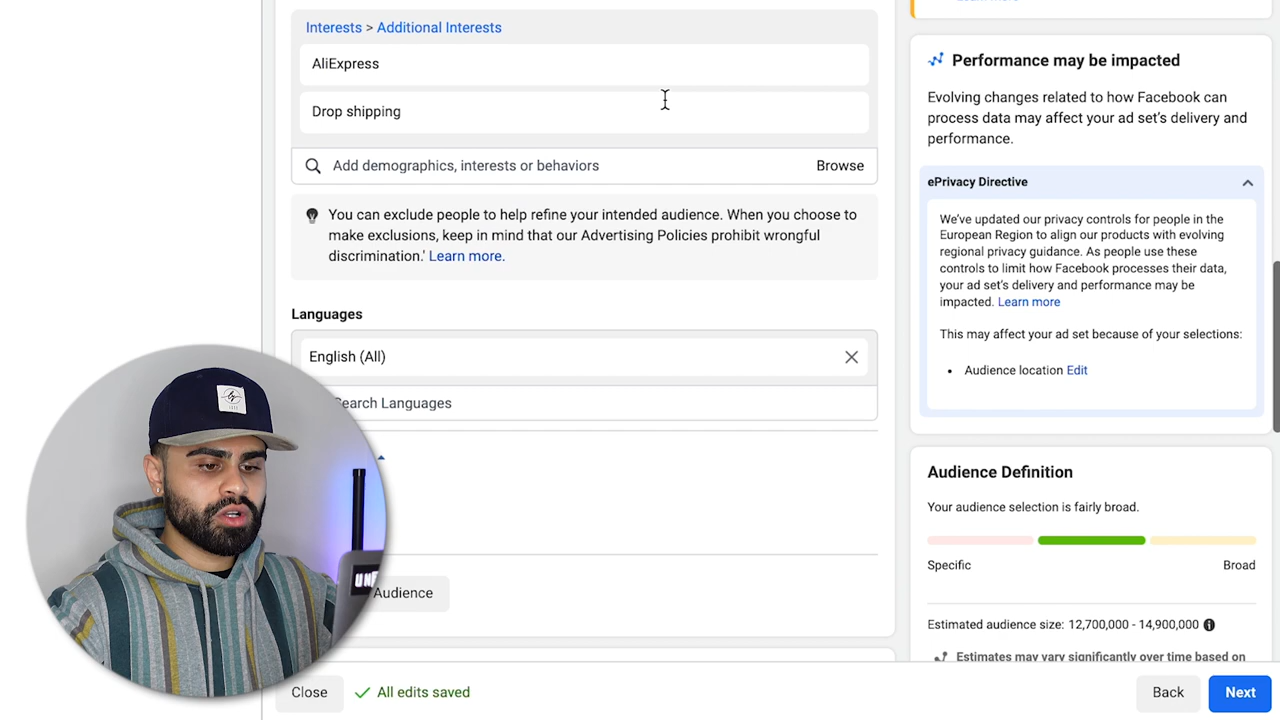 Learn more.
Interests > Additional Interests
AliExpress
Drop shipping
Add demographics, interests or behaviors
Browse
You can exclude people to help refine your intended audience. When you choose to
make exclusions, keep in mind that our Advertising Policies prohibit wrongful
discrimination.' Learn more.
Languages
English (All)
earch Languages
Audience
Close
All edits saved
Performance may be impacted
Evolving changes related to how Facebook can
process data may affect your ad set's delivery and
performance.
ePrivacy Directive
We've updated our privacy controls for people in the
European Region to align our products with evolving
regional privacy guidance. As people use these
controls to limit how Facebook processes their data,
your ad set's delivery and performance may be
impacted. Learn more
This may affect your ad set because of your selections:
• Audience location Edit
Audience Definition
Your audience selection is fairly broad.
Specific
Broad
Estimated audience size: 12,700,000 - 14,900,000
Estimates may vary significantly over time based on
Back
Next